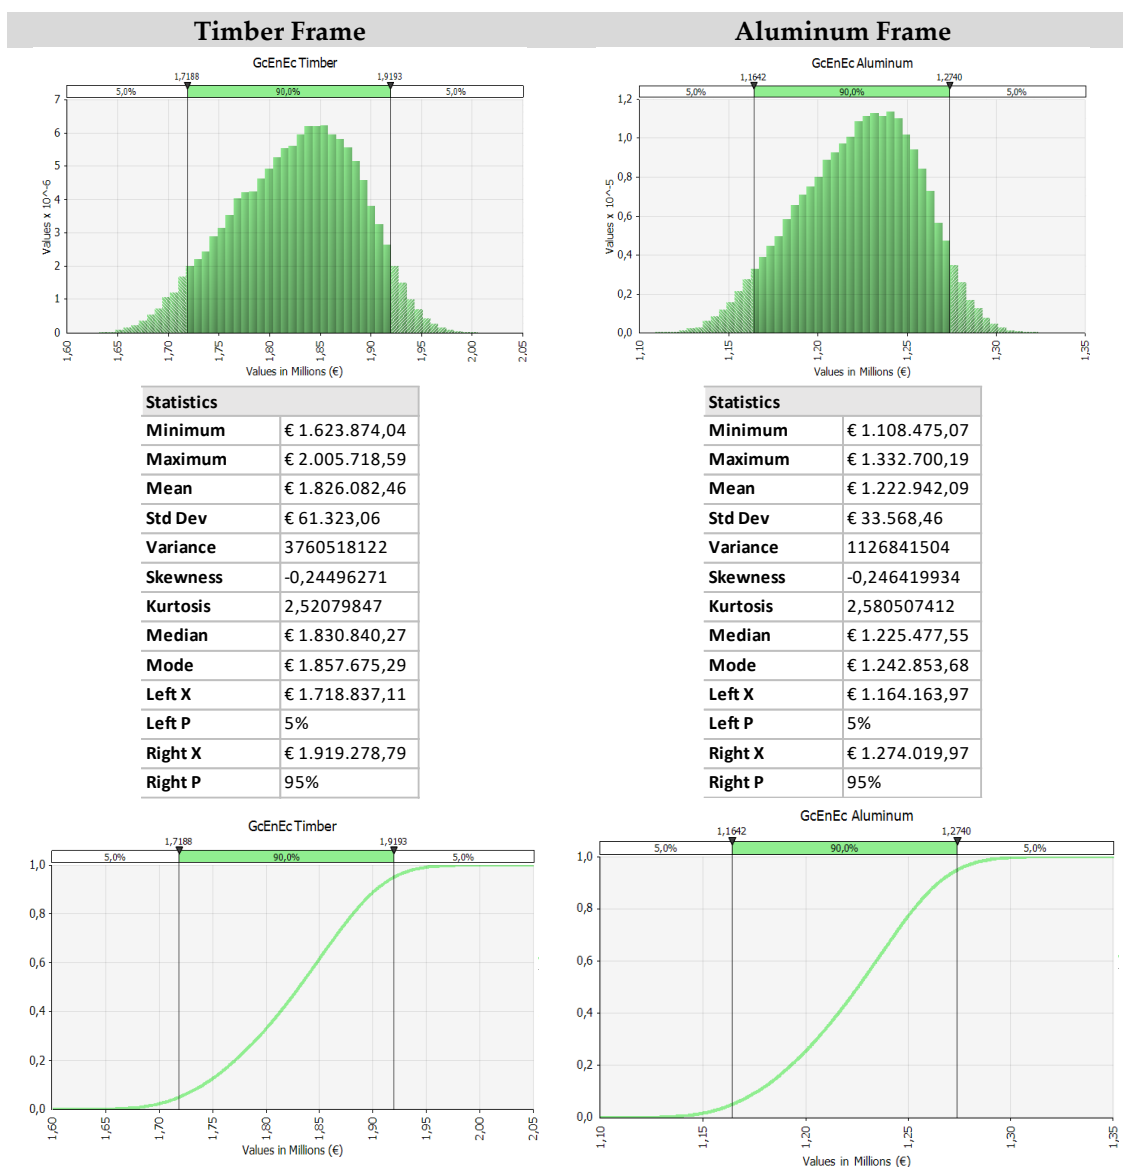 Timber Frame
Aluminum Frame
GcEnEc Timber
1,7188 1,9193
5,0% 90,0% 5,0%
7
6
5
4
3
2
1
0
Values x 10^-6
1,60 1,65 1,70 1,75 1,80 1,85 1,90 1,95 2,00 2,05
Values in Millions (€)
GcEnEc Aluminum
1,1642 1,2740
5,0% 90,0% 5,0%
1,2
1,0
0,8
0,6
0,4
0,2
0,0
Values x 10^-5
1,10 1,15 1,20 1,25 1,30 1,35
Values in Millions (€)
Statistics
Minimum € 1.623.874,04
Maximum € 2.005.718,59
Mean € 1.826.082,46
Std Dev € 61.323,06
Variance 3760518122
Skewness -0,24496271
Kurtosis 2,52079847
Median € 1.830.840,27
Mode € 1.857.675,29
Left X € 1.718.837,11
Left P 5%
Right X € 1.919.278,79
Right P 95%
Statistics
Minimum € 1.108.475,07
Maximum € 1.332.700,19
Mean € 1.222.942,09
Std Dev € 33.568,46
Variance 1126841504
Skewness -0,246419934
Kurtosis 2,580507412
Median € 1.225.477,55
Mode € 1.242.853,68
Left X € 1.164.163,97
Left P 5%
Right X € 1.274.019,97
Right P 95%
GcEnEc Timber
1,7188 1,9193
5,0% 90,0% 5,0%
1,0
0,8
0,6
0,4
0,2
0,0
1,60 1,65 1,70 1,75 1,80 1,85 1,90 1,95 2,00 2,05
Values in Millions (€)
GcEnEc Aluminum
1,1642 1,2740
5,0% 90,0% 5,0%
1,0
0,8
0,6
0,4
0,2
0,0
1,10 1,15 1,20 1,25 1,30 1,35
Values in Millions (€)